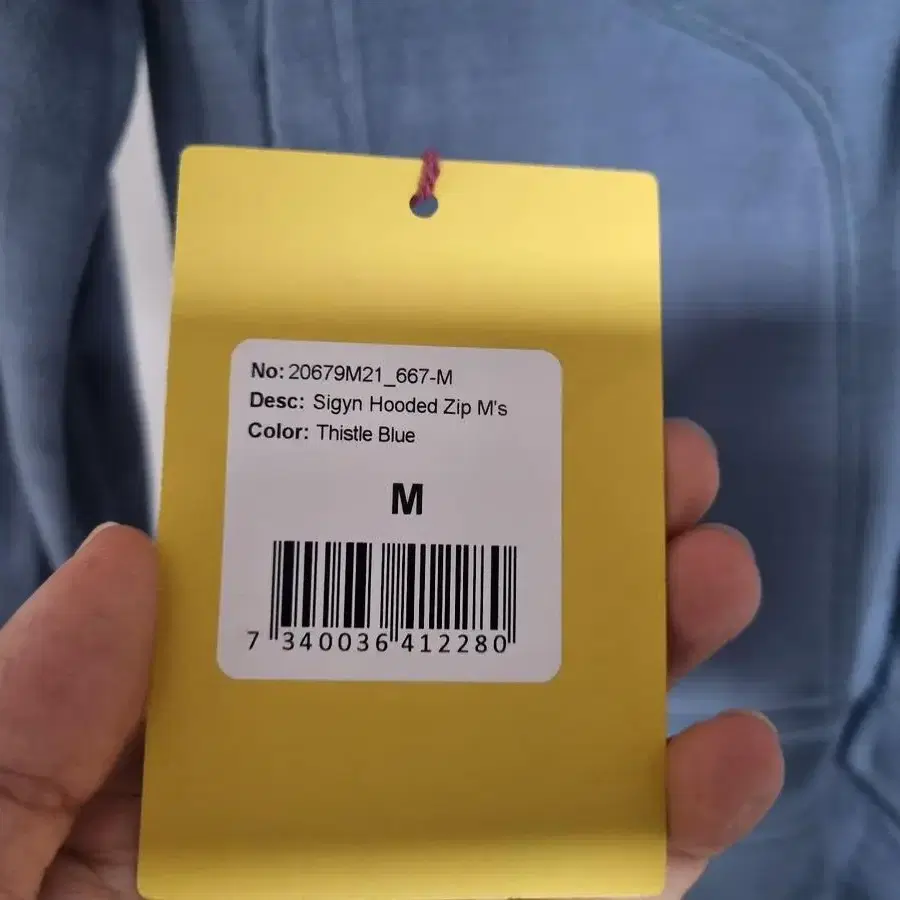 No: 20679M21_667-M
Desc: Sigyn Hooded Zip M's
Color: Thistle Blue
M
7 340036 412280